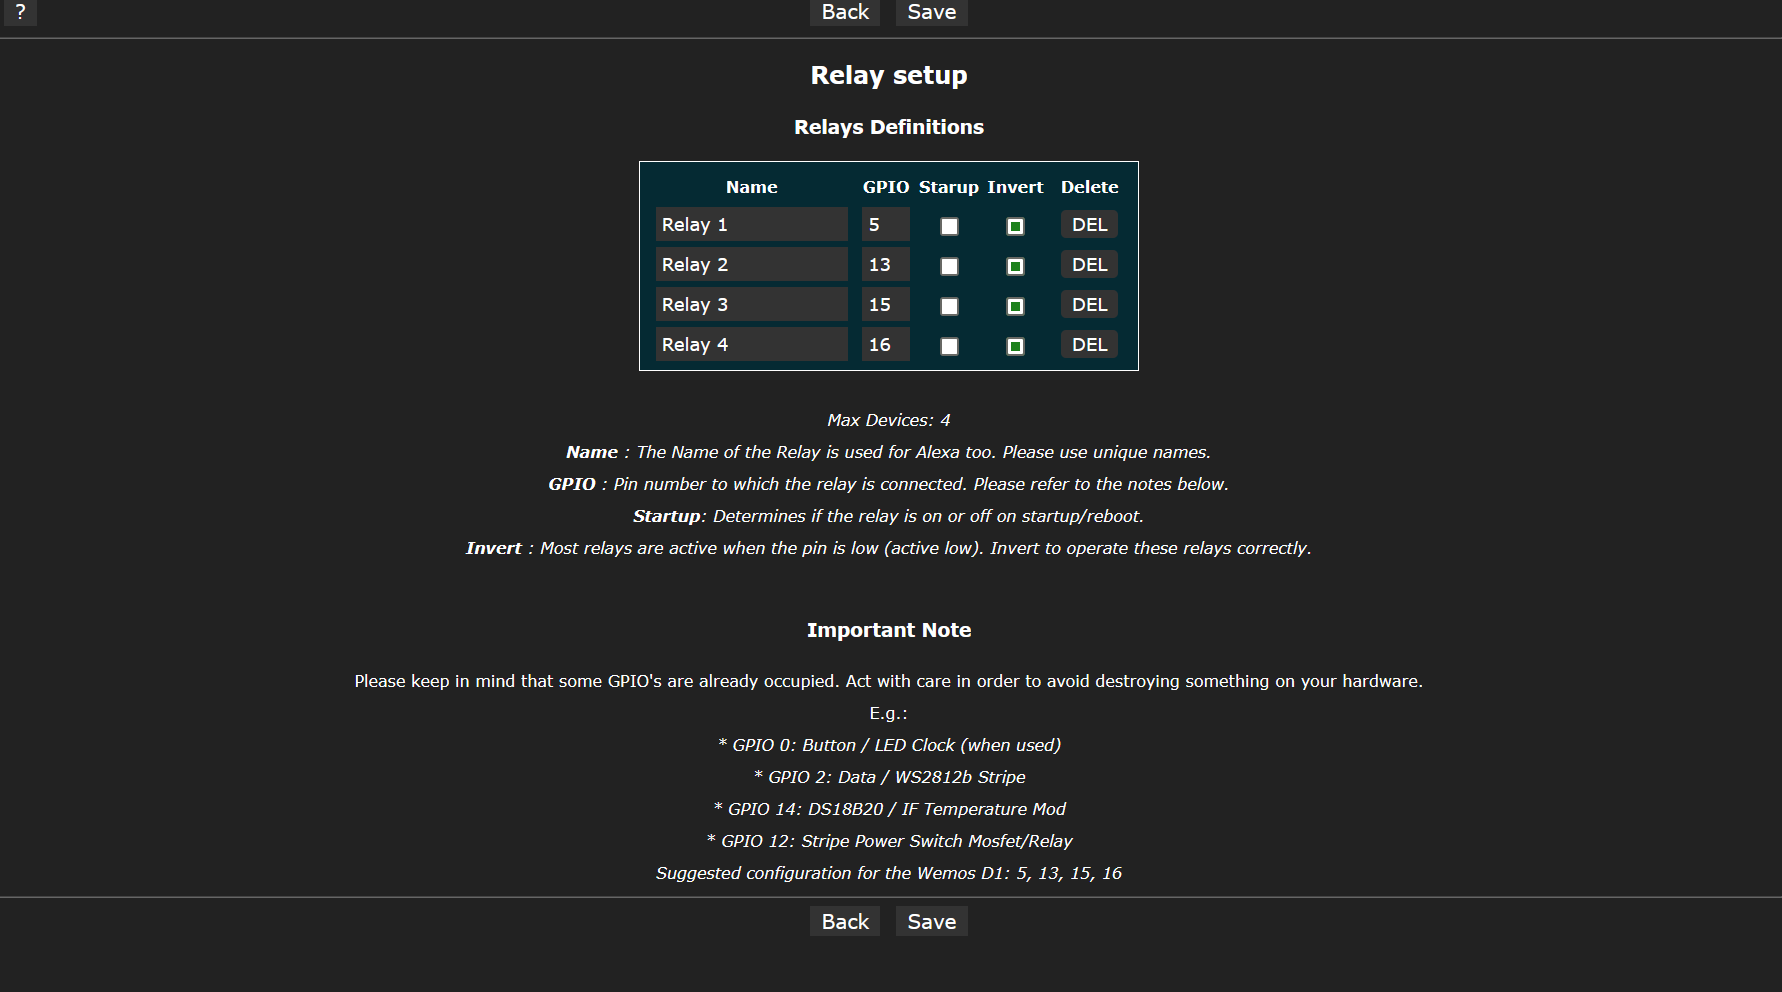 ?
Back Save
Relay setup
Relays Definitions
Name GPIO Starup Invert Delete
Relay 1 5 DEL
Relay 2 13 DEL
Relay 3 15 DEL
Relay 4 16 DEL
Max Devices: 4
Name : The Name of the Relay is used for Alexa too. Please use unique names.
GPIO : Pin number to which the relay is connected. Please refer to the notes below.
Startup: Determines if the relay is on or off on startup/reboot.
Invert : Most relays are active when the pin is low (active low). Invert to operate these relays correctly.
Important Note
Please keep in mind that some GPIO's are already occupied. Act with care in order to avoid destroying something on your hardware.
E.g.:
* GPIO 0: Button / LED Clock (when used)
* GPIO 2: Data / WS2812b Stripe
* GPIO 14: DS18B20 / IF Temperature Mod
* GPIO 12: Stripe Power Switch Mosfet/Relay
Suggested configuration for the Wemos D1: 5, 13, 15, 16
Back Save